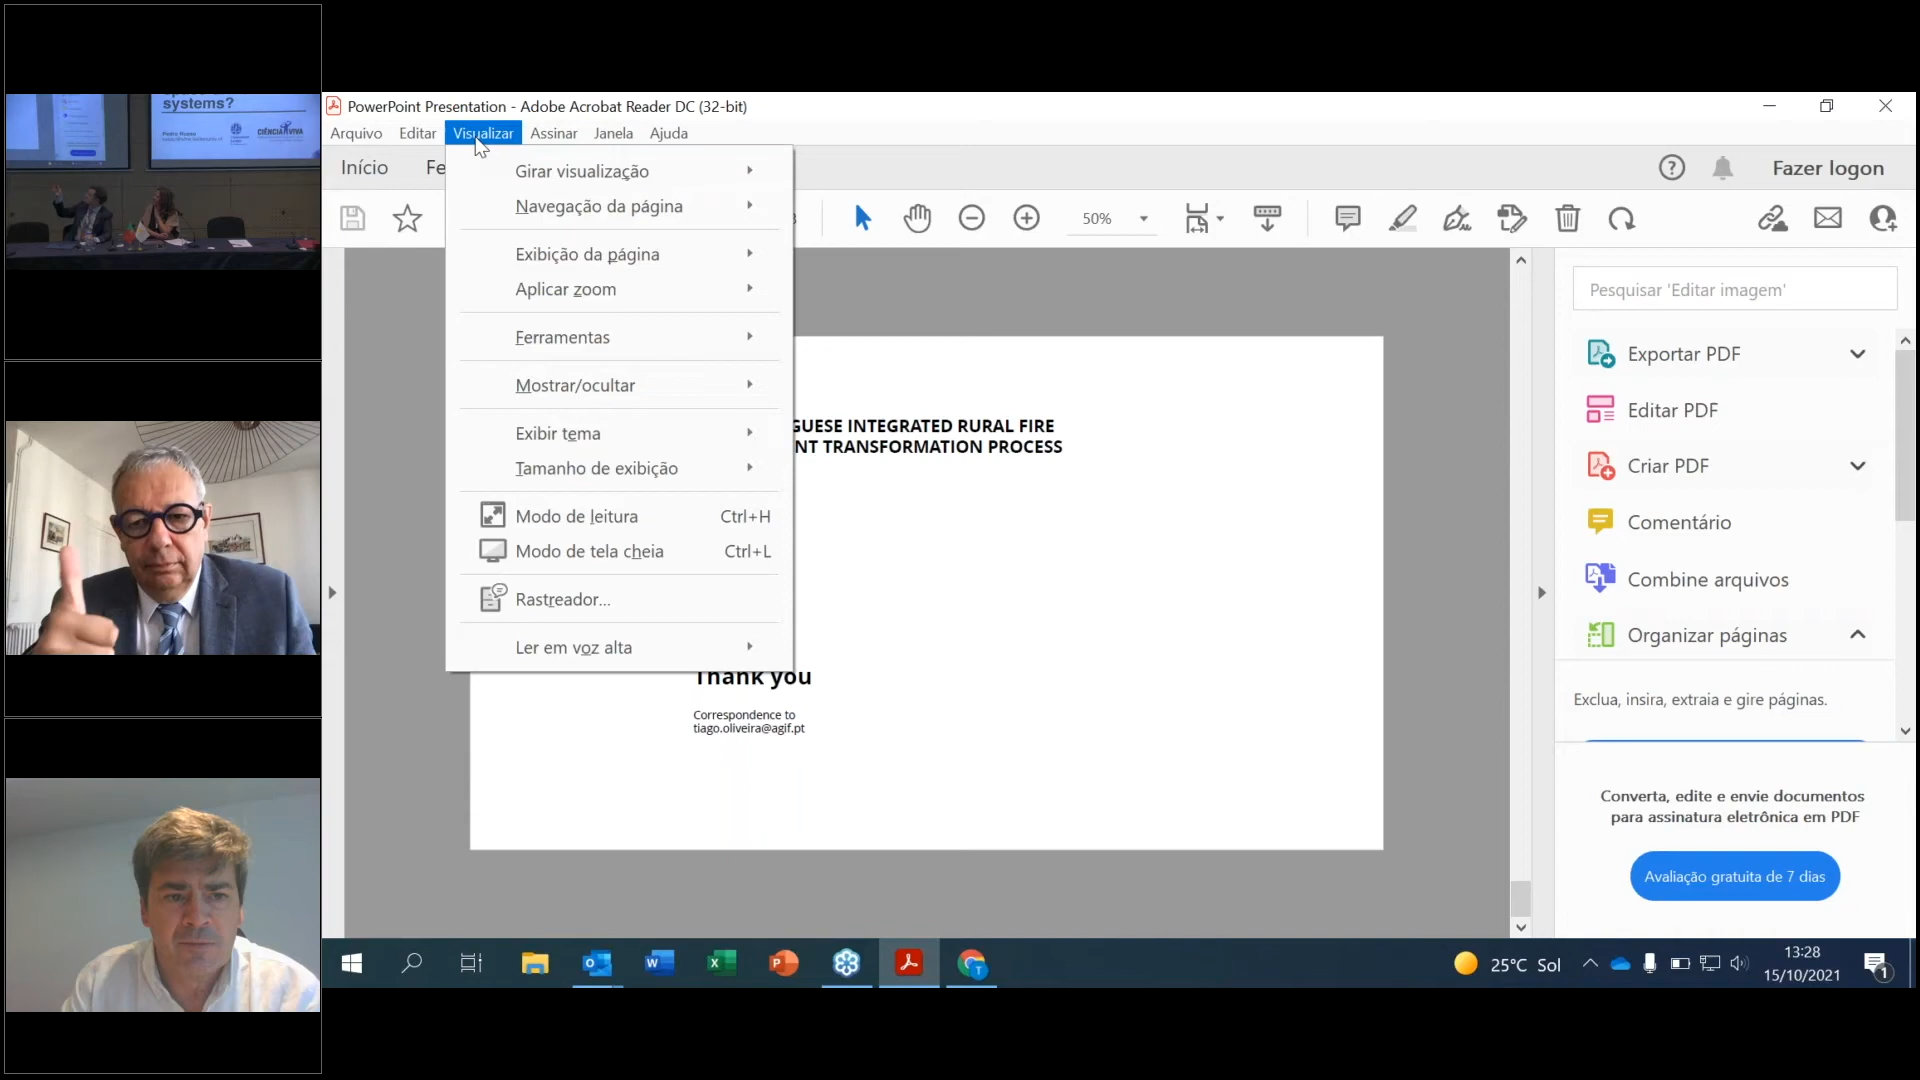 systems?
CIÊNCIA VIVA
PowerPoint Presentation - Adobe Acrobat Reader DC (32-bit)
Arquivo Editar Visualizar Assinar Janela Ajuda
Início Fe
Fazer logon
50%
Girar visualização
Navegação da página
Exibição da página
Aplicar zoom
Ferramentas
Mostrar/ocultar
Exibir tema
Tamanho de exibição
Modo de leitura Ctrl+H
Modo de tela cheia Ctrl+L
Rastreador...
Ler em voz alta
GUESE INTEGRATED RURAL FIRE
NT TRANSFORMATION PROCESS
Thank you
Correspondence to
tiago.oliveira@agif.pt
Pesquisar 'Editar imagem'
Exportar PDF
Editar PDF
Criar PDF
Comentário
Combine arquivos
Organizar páginas
Exclua, insira, extraia e gire páginas.
Converta, edite e envie documentos
para assinatura eletrônica em PDF
Avaliação gratuita de 7 dias
25°C Sol
13:28
15/10/2021
1